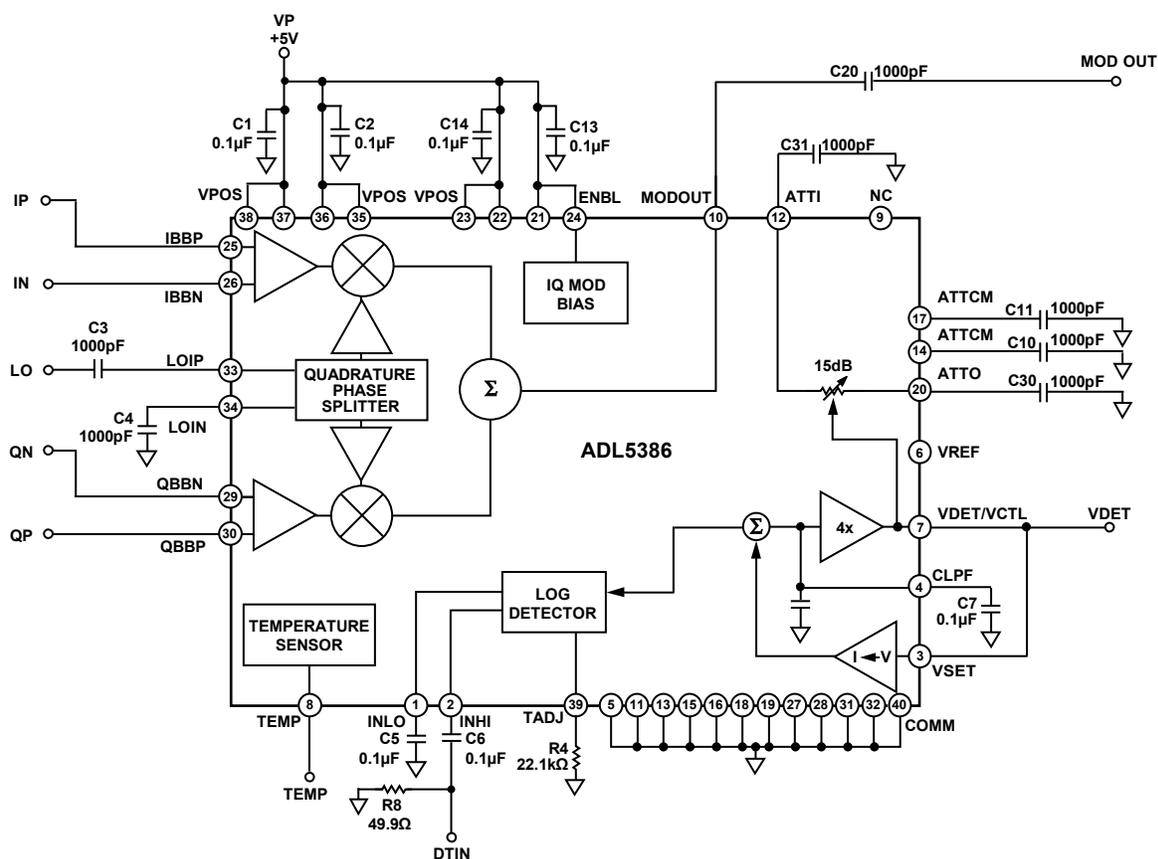 VP
+5V
MOD OUT
C20
1000pF
C1
0.1µF
C2
0.1µF
C14
0.1µF
C13
0.1µF
C31
1000pF
VPOS
VPOS
VPOS
ENBL
MODOUT
ATTI
NC
38
37
36
35
23
22
21
24
10
12
9
IP
IBBP
25
IN
26
IBBN
IQ MOD
BIAS
C3
1000pF
LO
LOIP
33
QUADRATURE
PHASE
SPLITTER
Σ
34
C4
1000pF
LOIN
ATTCM
17
C11
1000pF
ATTCM
14
C10
1000pF
15dB
ATTO
20
C30
1000pF
ADL5386
6
VREF
QN
QBBN
29
QP
30
QBBP
Σ
4x
7
VDET/VCTL
VDET
LOG
DETECTOR
4
CLPF
C7
0.1µF
TEMPERATURE
SENSOR
I
V
3
VSET
8
1
2
39
5
11
13
15
16
18
19
27
28
31
32
40
TEMP
INLO
INHI
TADJ
COMM
C5
0.1µF
C6
0.1µF
R4
22.1kΩ
TEMP
R8
49.9Ω
DTIN